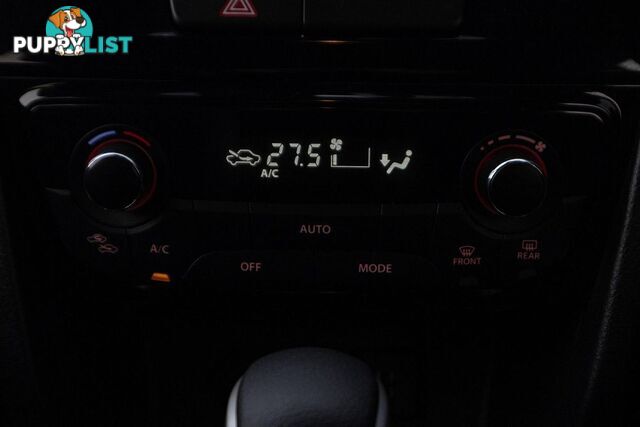 PUPPYLIST
27.5
A/C
AUTO
A/C
OFF
MODE
FRONT
REAR